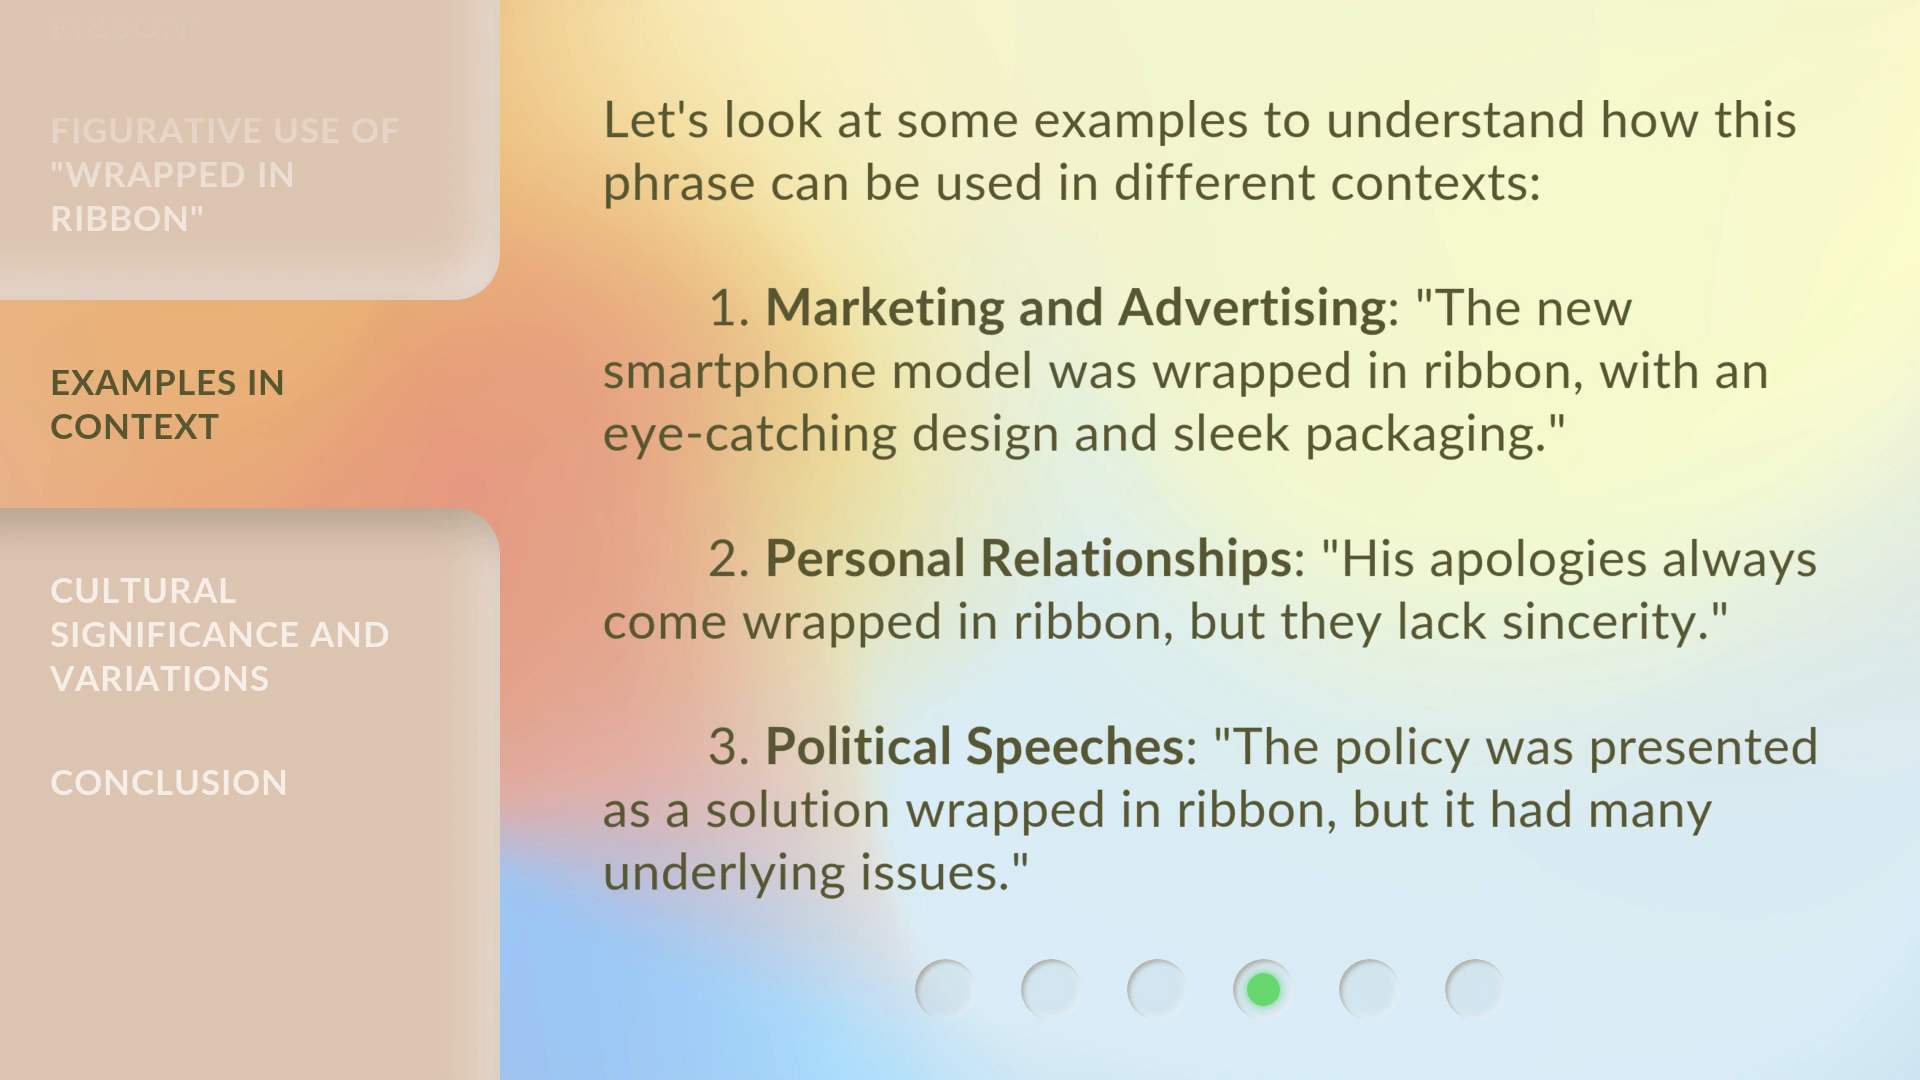 RIBBON"
FIGURATIVE USE OF
"WRAPPED IN
RIBBON"
EXAMPLES IN
CONTEXT
CULTURAL
SIGNIFICANCE AND
VARIATIONS
CONCLUSION
Let's look at some examples to understand how this
phrase can be used in different contexts:
1. Marketing and Advertising: "The new
smartphone model was wrapped in ribbon, with an
eye-catching design and sleek packaging."
2. Personal Relationships: "His apologies always
come wrapped in ribbon, but they lack sincerity."
3. Political Speeches: "The policy was presented
as a solution wrapped in ribbon, but it had many
underlying issues."